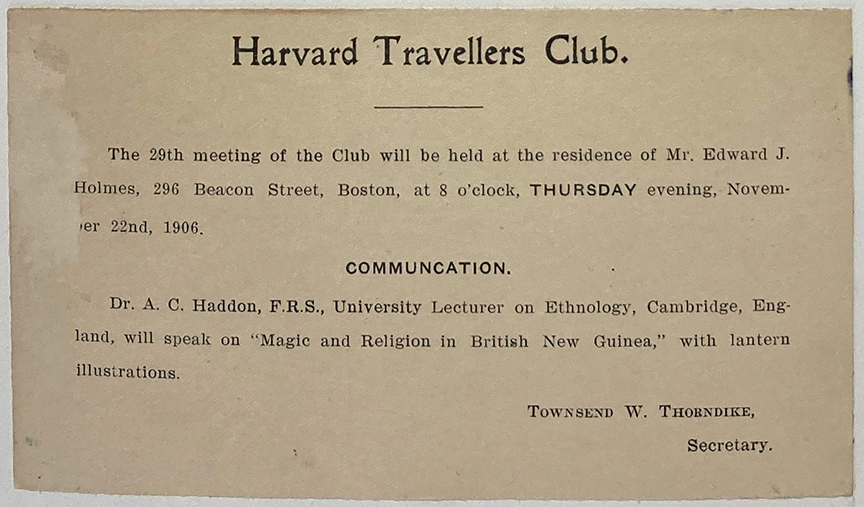 Harvard Travellers Club.
The 29th meeting of the Club will be held at the residence of Mr. Edward J.
Holmes, 296 Beacon Street, Boston, at 8 o'clock, THURSDAY evening, Novem-
er 22nd, 1906.
COMMUNCATION.
Dr. A. C. Haddon, F.R.S., University Lecturer on Ethnology, Cambridge, Eng-
land, will speak on "Magic and Religion in British New Guinea," with lantern
illustrations.
TOWNSEND W. THORNDIKE,
Secretary.